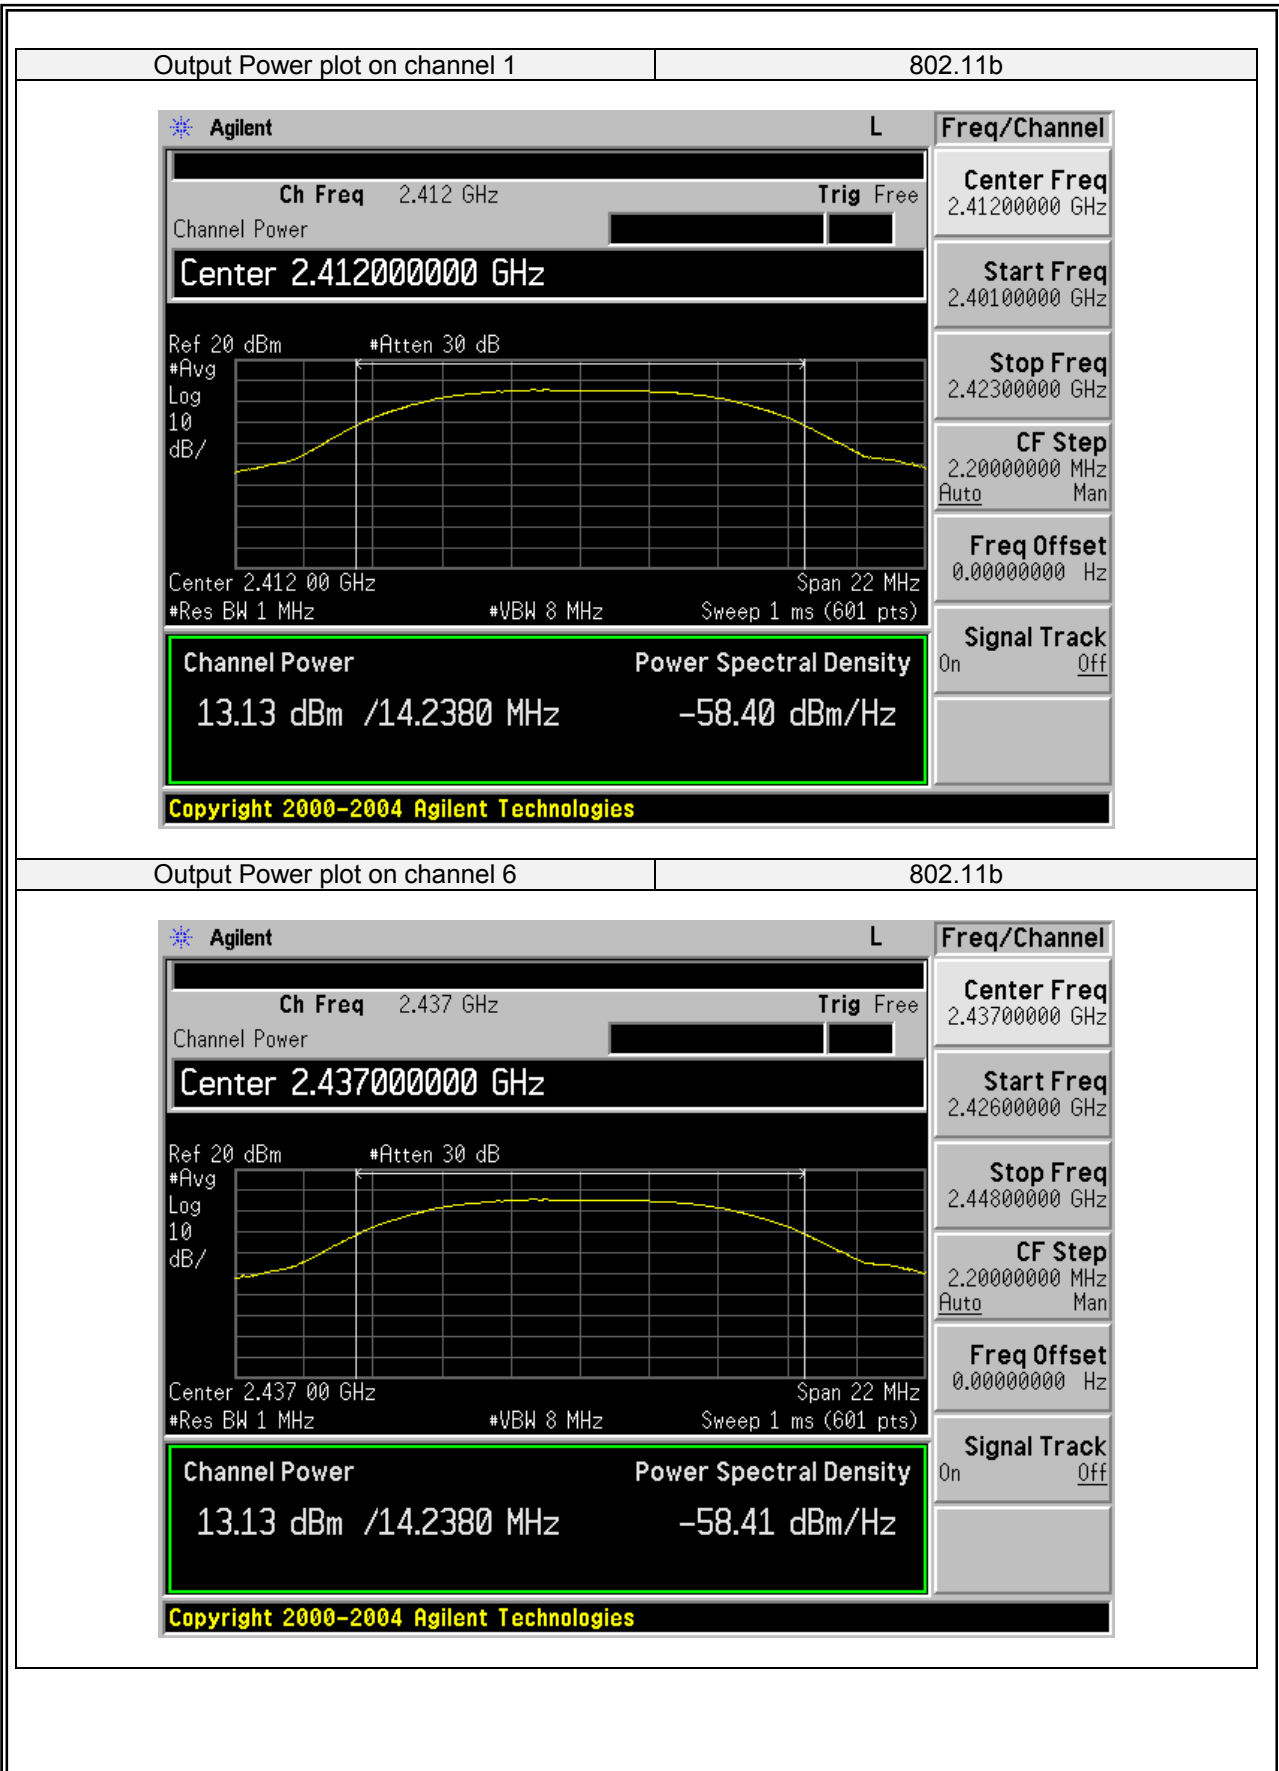 Output Power plot on channel 1 802.11b
Agilent L Freq/Channel
Ch Freq 2.412 GHz Trig Free
Channel Power
Center 2.412000000 GHz
Ref 20 dBm #Atten 30 dB
#Avg
Log
10
dB/
Center 2.412 00 GHz Span 22 MHz
#Res BW 1 MHz #VBW 8 MHz Sweep 1 ms (601 pts)
Channel Power Power Spectral Density
13.13 dBm /14.2380 MHz -58.40 dBm/Hz
Copyright 2000-2004 Agilent Technologies
Center Freq
2.41200000 GHz
Start Freq
2.40100000 GHz
Stop Freq
2.42300000 GHz
CF Step
2.20000000 MHz
Auto Man
Freq Offset
0.00000000 Hz
Signal Track
On Off
Output Power plot on channel 6 802.11b
Agilent L Freq/Channel
Ch Freq 2.437 GHz Trig Free
Channel Power
Center 2.437000000 GHz
Ref 20 dBm #Atten 30 dB
#Avg
Log
10
dB/
Center 2.437 00 GHz Span 22 MHz
#Res BW 1 MHz #VBW 8 MHz Sweep 1 ms (601 pts)
Channel Power Power Spectral Density
13.13 dBm /14.2380 MHz -58.41 dBm/Hz
Copyright 2000-2004 Agilent Technologies
Center Freq
2.43700000 GHz
Start Freq
2.42600000 GHz
Stop Freq
2.44800000 GHz
CF Step
2.20000000 MHz
Auto Man
Freq Offset
0.00000000 Hz
Signal Track
On Off